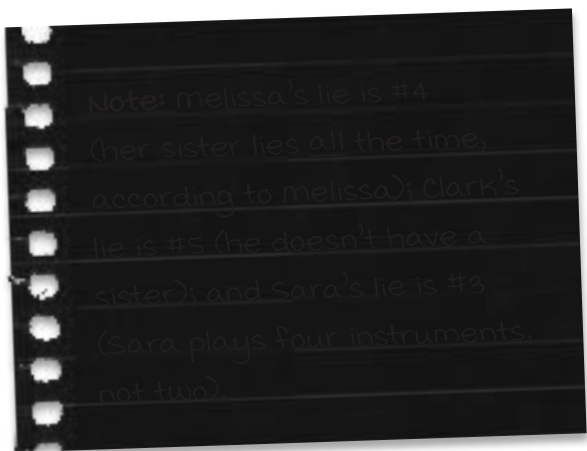 Note: melissa's lie is #4
(her sister lies all the time,
according to melissa); Clark's
lie is #5 (he doesn't have a
sister); and Sara's lie is #3
(Sara plays four instruments,
not two).